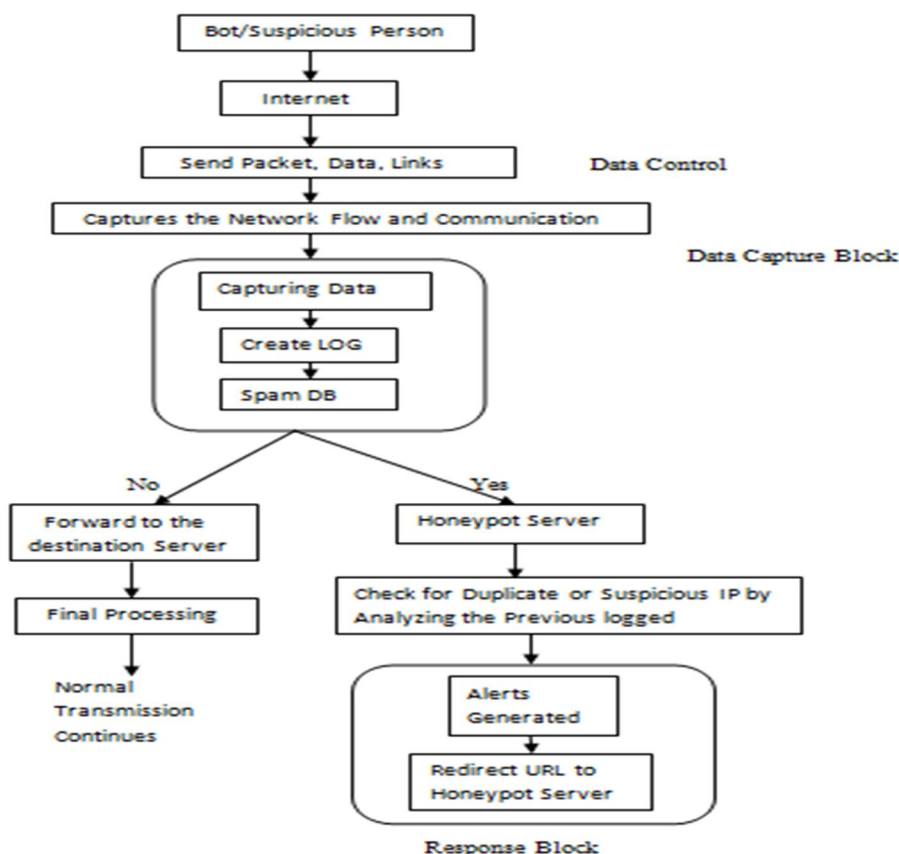 Bot/Suspicious Person
Internet
Send Packet, Data, Links
Data Control
Captures the Network Flow and Communication
Data Capture Block
Capturing Data
Create LOG
Spam DB
No
Yes
Forward to the
destination Server
Honeypot Server
Final Processing
Check for Duplicate or Suspicious IP by
Analyzing the Previous logged
Normal
Transmission
Continues
Alerts
Generated
Redirect URL to
Honeypot Server
Response Block